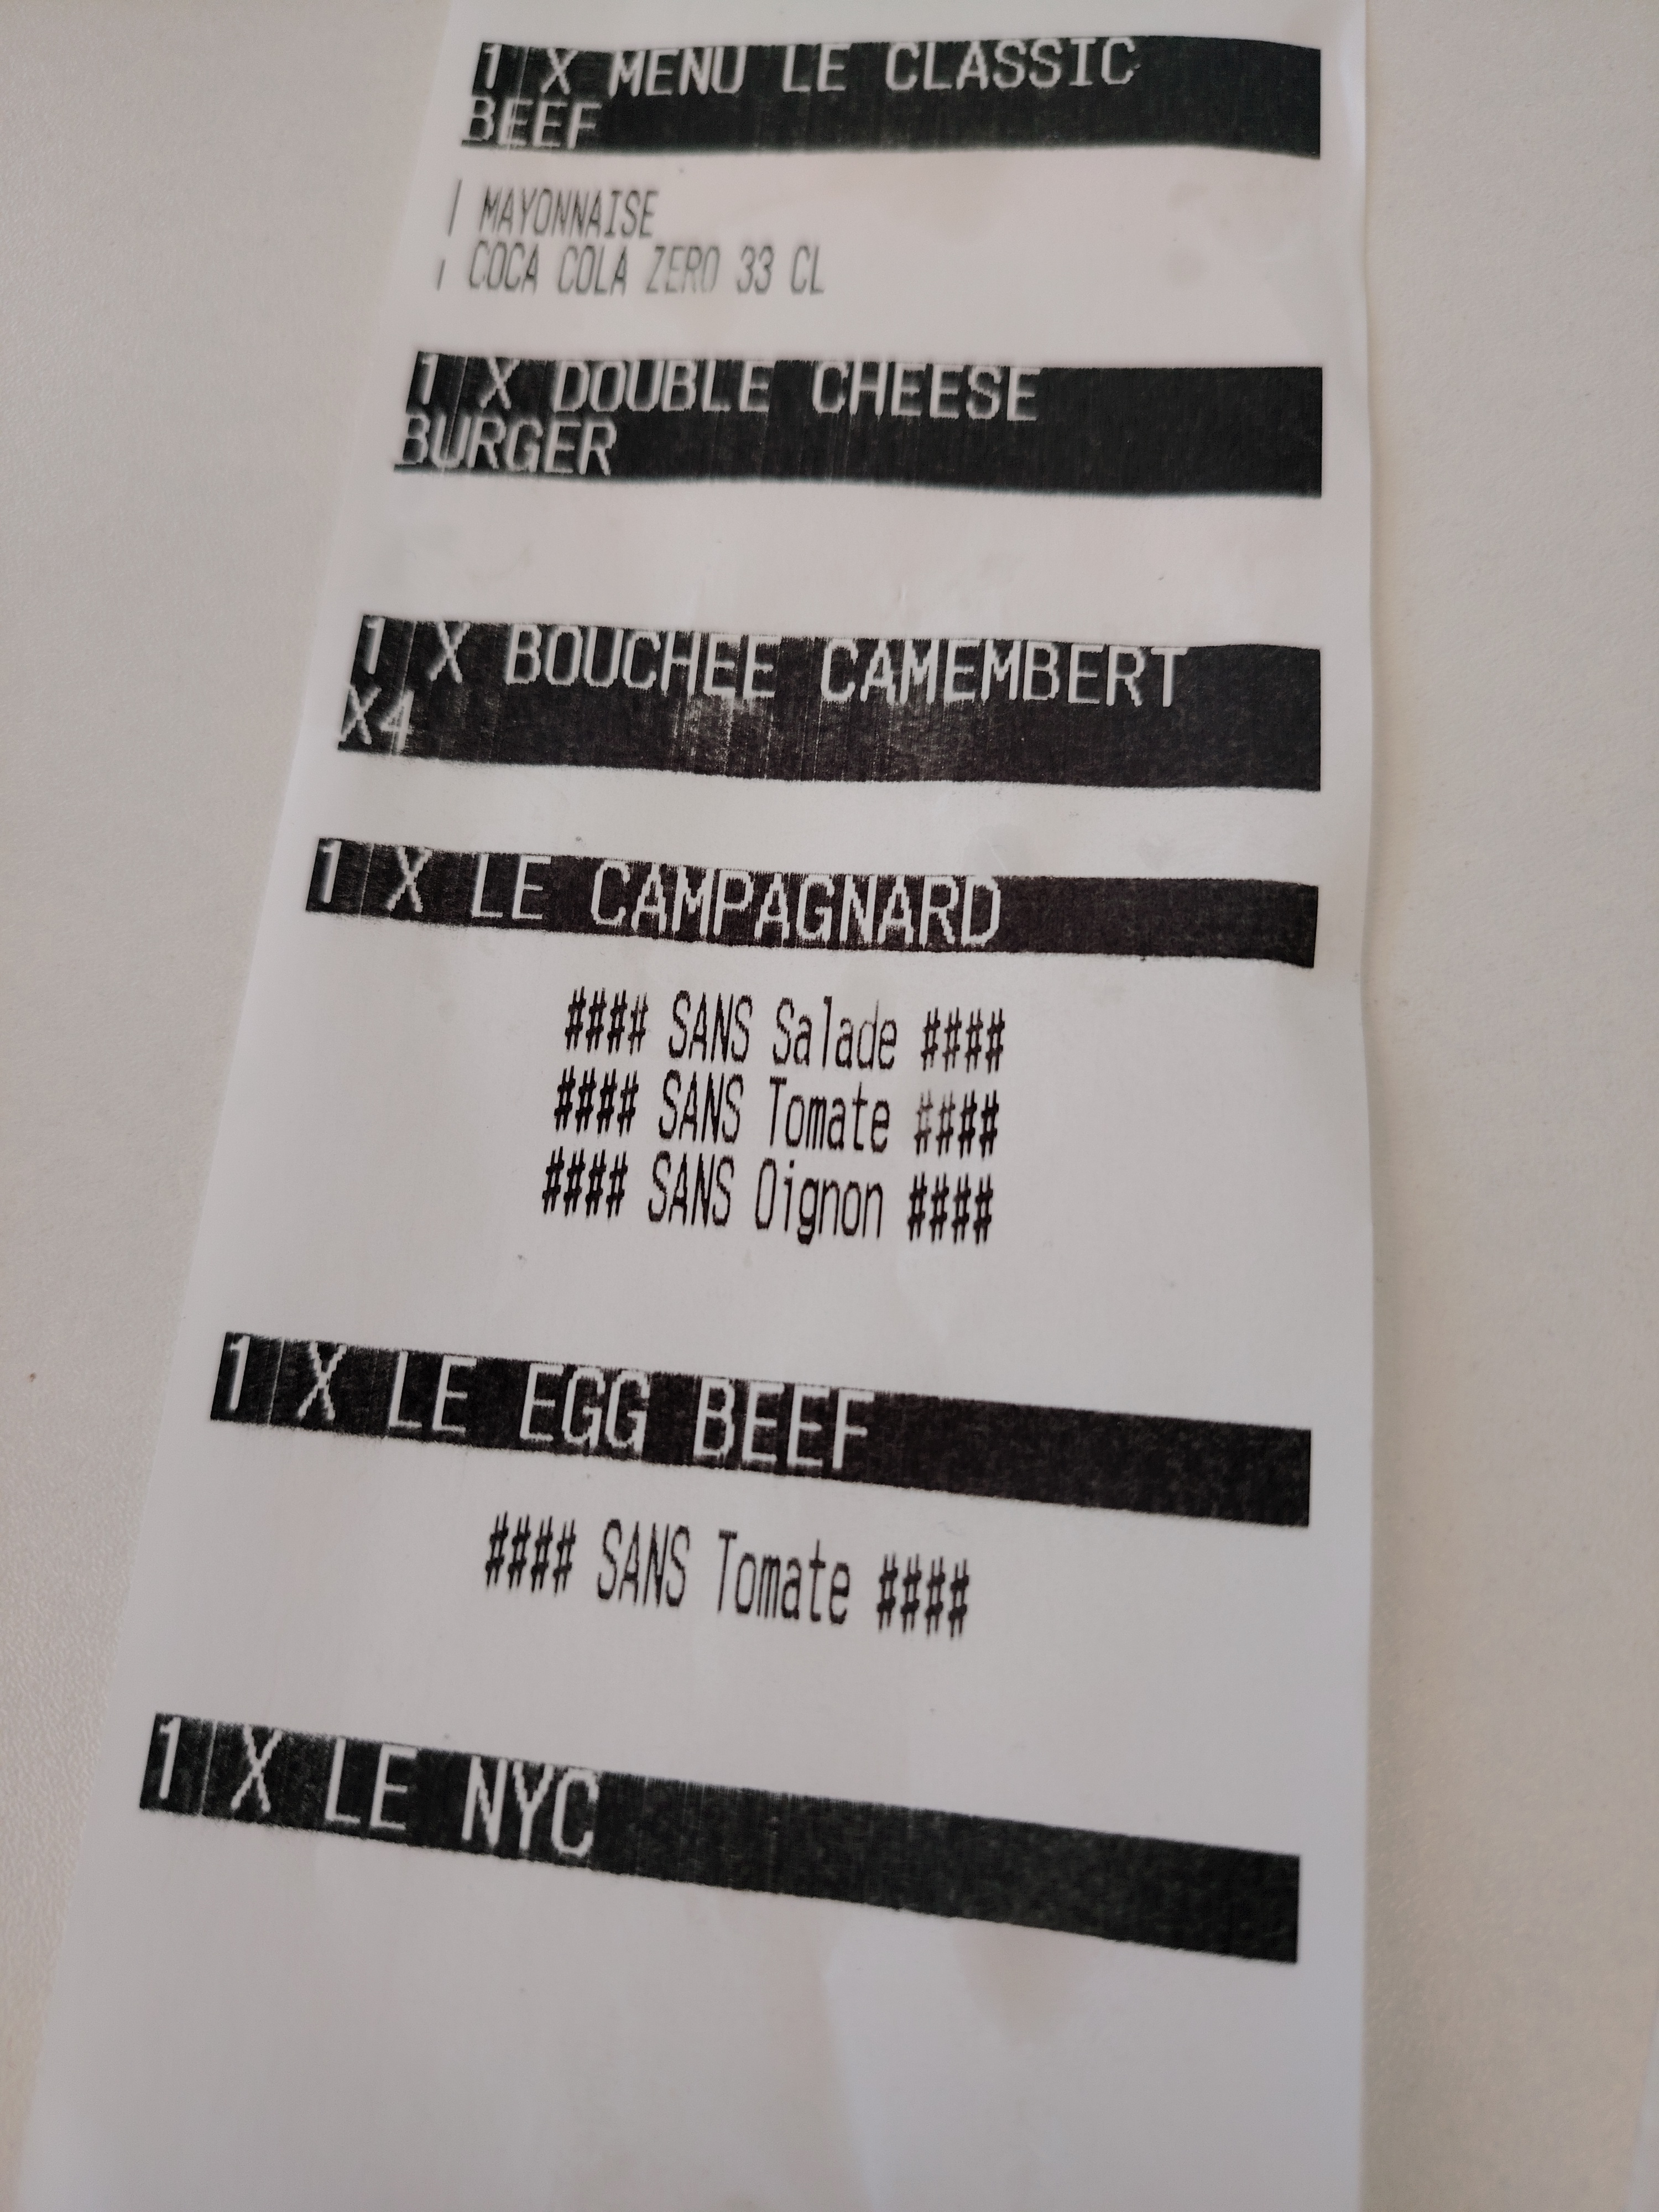 1 X MENU LE CLASSIC
BEEF
| MAYONNAISE
| COCA COLA ZERO 33 CL
1 X DOUBLE CHEESE
BURGER
1 X BOUCHEE CAMEMBERT
X4
1 X LE CAMPAGNARD
#### SANS Salade ####
#### SANS Tomate ####
#### SANS Oignon ####
1 X LE EGG BEEF
#### SANS Tomate ####
1 X LE NYC